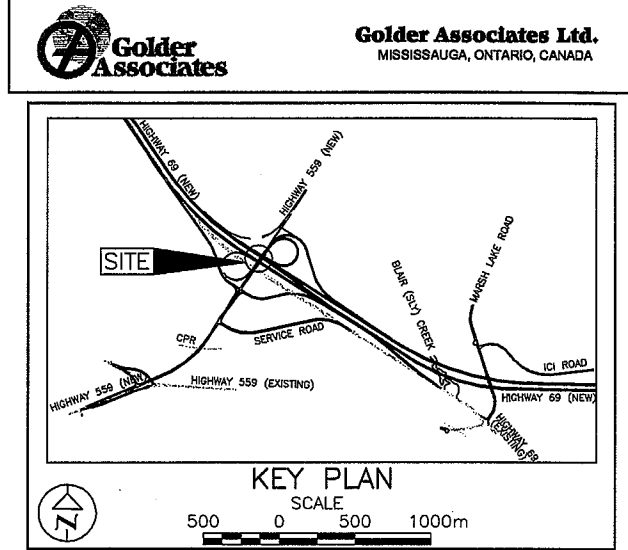 Golder
Associates
Golder Associates Ltd.
MISSISSAUGA, ONTARIO, CANADA
HIGHWAY 69 (NEW)
HIGHWAY 559 (NEW)
SITE
MARSH LAKE ROAD
BLAIR (SLY) CREEK
CPR
SERVICE ROAD
ICI ROAD
HIGHWAY 559 (NEW)
HIGHWAY 559 (EXISTING)
HIGHWAY 69 (NEW)
HIGHWAY 69
(EXISTING)
KEY PLAN
SCALE
N
500 0 500 1000m